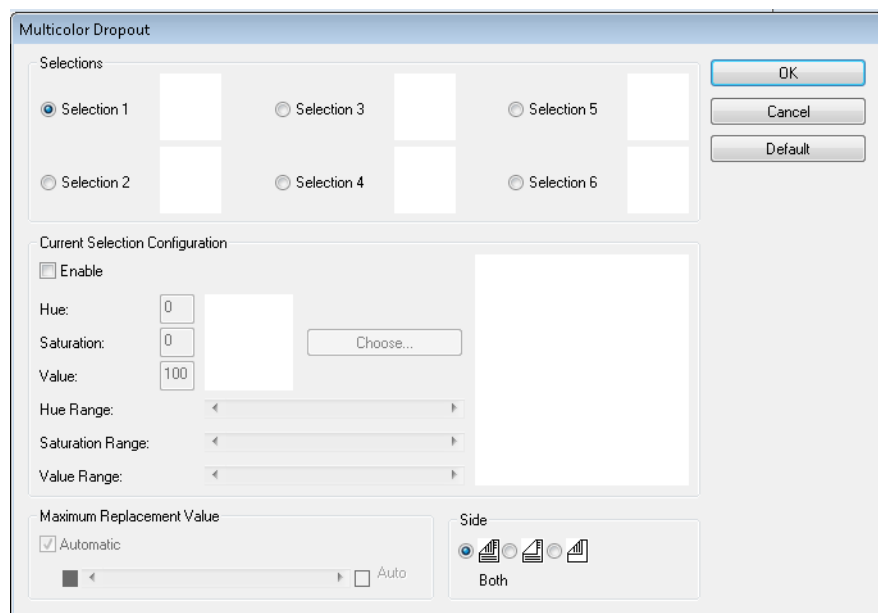 Multicolor Dropout
Selections
Selection 1
Selection 3
Selection 5
Selection 2
Selection 4
Selection 6
OK
Cancel
Default
Current Selection Configuration
Enable
Hue: 0
Saturation: 0
Choose...
Value: 100
Hue Range:
Saturation Range:
Value Range:
Maximum Replacement Value
Automatic
Auto
Side
Both